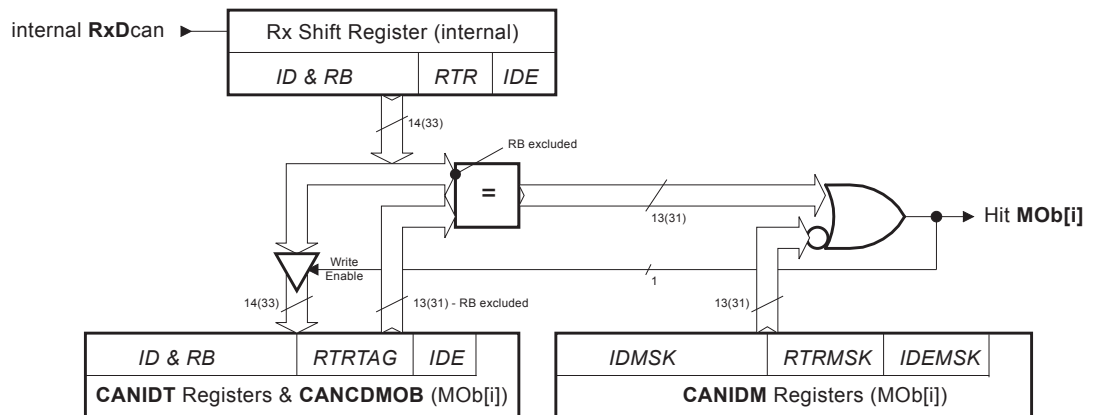 internal RxDcan
Rx Shift Register (internal)
ID & RB RTR IDE
14(33)
RB excluded
=
13(31)
Hit MOb[i]
Write
Enable
1
14(33)
13(31) - RB excluded
13(31)
ID & RB RTRTAG IDE
CANIDT Registers & CANCDMOB (MOb[i])
IDMSK RTRMSK IDEMSK
CANIDM Registers (MOb[i])